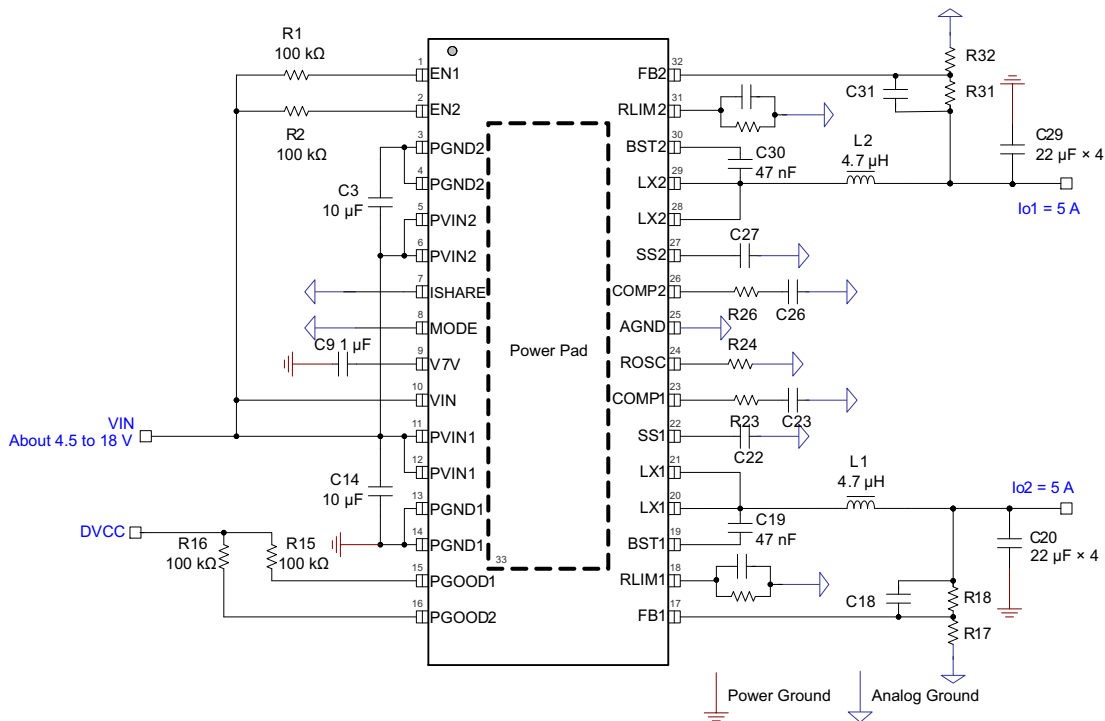 R1
100 kΩ
R2
100 kΩ
C3
10 µF
C9 1 µF
VIN
About 4.5 to 18 V
C14
10 µF
DVCC
R16
100 kΩ
R15
100 kΩ
1
EN1
2
EN2
3
PGND2
4
PGND2
5
PVIN2
6
PVIN2
7
ISHARE
8
MODE
9
V7V
10
VIN
11
PVIN1
12
PVIN1
13
PGND1
14
PGND1
15
PGOOD1
16
PGOOD2
Power Pad
33
32
FB2
31
RLIM2
30
BST2
29
LX2
28
LX2
27
SS2
26
COMP2
25
AGND
24
ROSC
23
COMP1
22
SS1
21
LX1
20
LX1
19
BST1
18
RLIM1
17
FB1
R32
R31
C31
C29
22 µF × 4
C30
47 nF
L2
4.7 µH
Io1 = 5 A
C27
R26
C26
R24
R23
C23
C22
L1
4.7 µH
Io2 = 5 A
C19
47 nF
C20
22 µF × 4
C18
R18
R17
Power Ground
Analog Ground